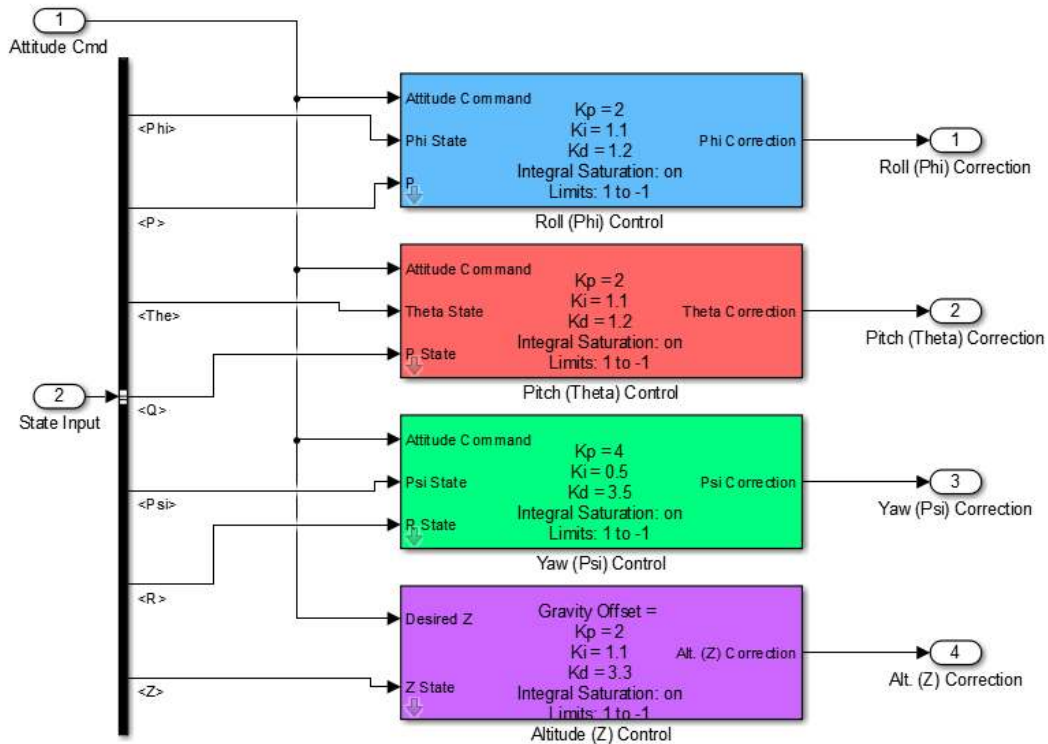 1
Attitude Cmd
<Phi>
<P>
<The>
2
State Input
<Q>
<Psi>
<R>
<Z>
Attitude Command
Kp = 2
Phi State
Ki = 1.1
Phi Correction
Kd = 1.2
P
Integral Saturation: on
Limits: 1 to -1
Roll (Phi) Control
1
Roll (Phi) Correction
Attitude Command
Kp = 2
Theta State
Ki = 1.1
Theta Correction
Kd = 1.2
P State
Integral Saturation: on
Limits: 1 to -1
Pitch (Theta) Control
2
Pitch (Theta) Correction
Attitude Command
Kp = 4
Psi State
Ki = 0.5
Psi Correction
Kd = 3.5
State
Integral Saturation: on
Limits: 1 to -1
Yaw (Psi) Control
3
Yaw (Psi) Correction
Gravity Offset =
Desired Z
Kp = 2
Ki = 1.1
Alt. (Z) Correction
Kd = 3.3
Z State
Integral Saturation: on
Limits: 1 to -1
Altitude (Z) Control
4
Alt. (Z) Correction